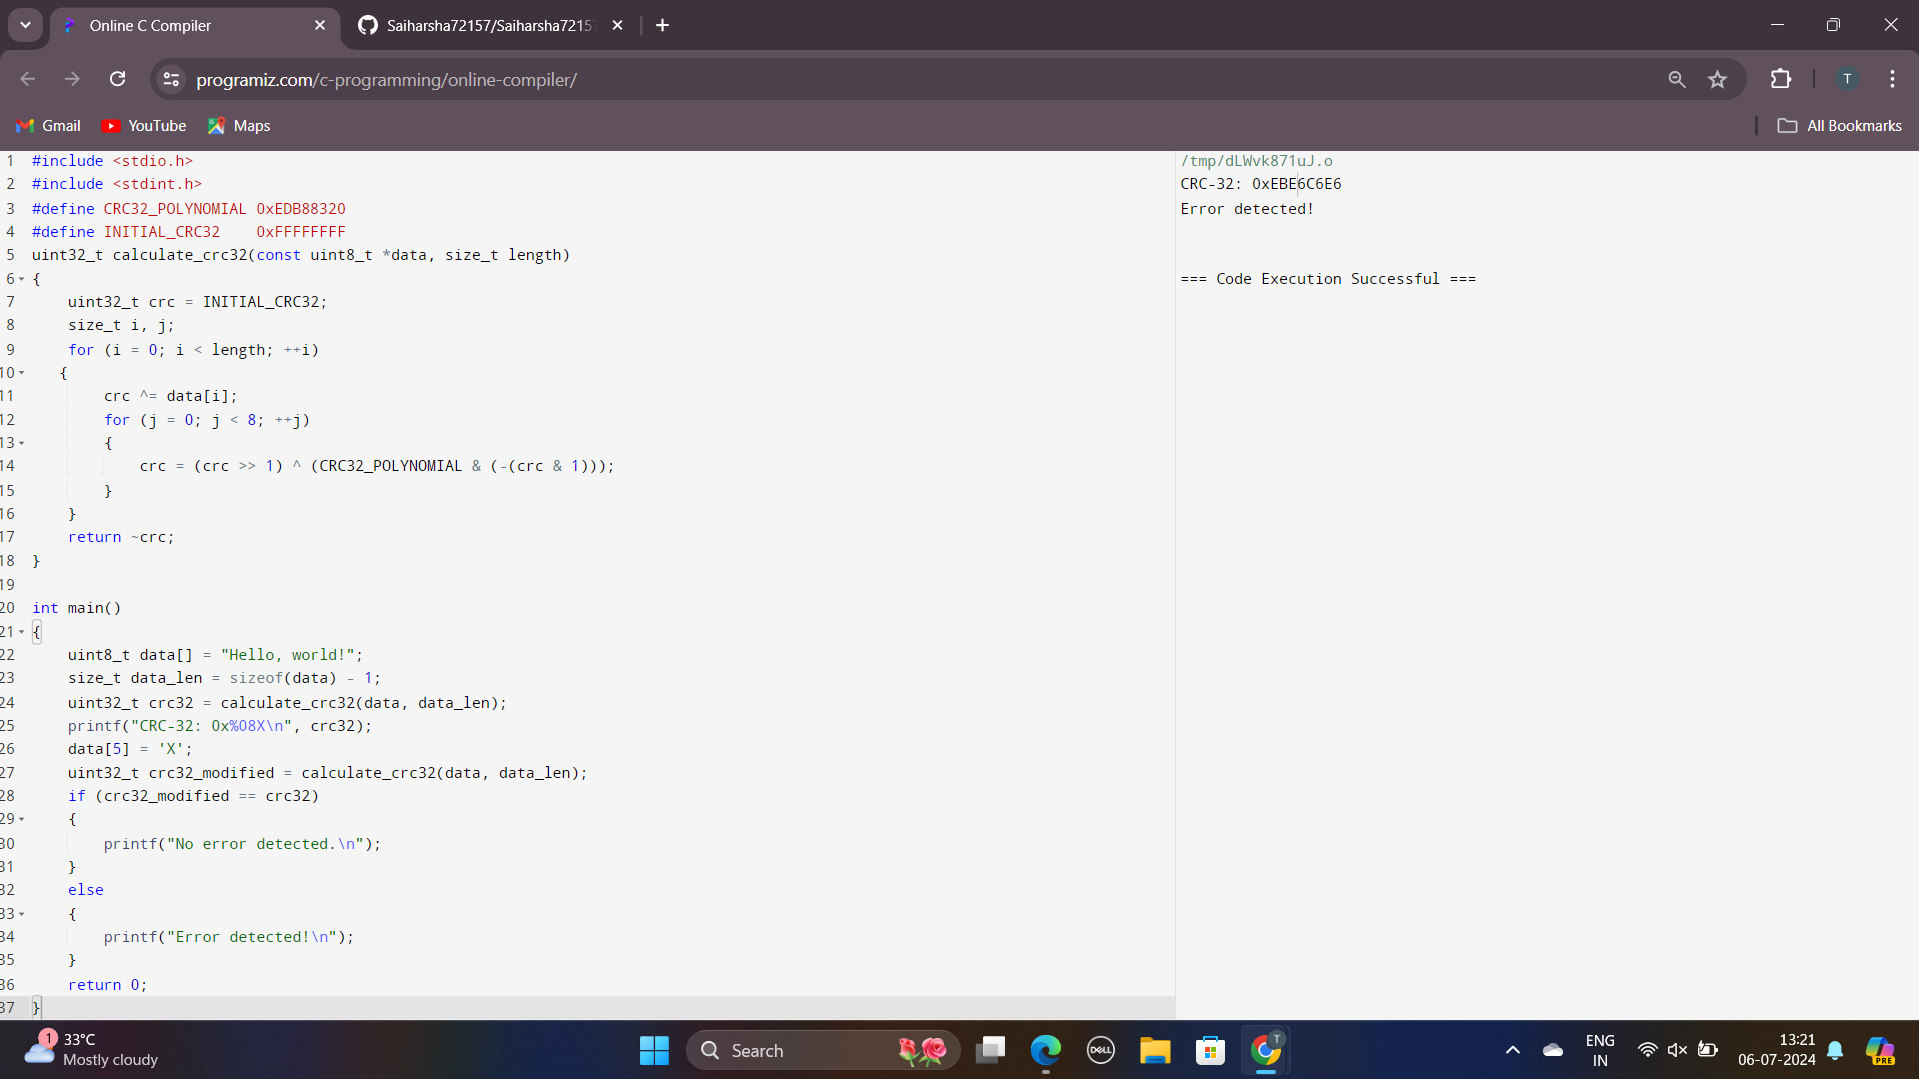 Online C Compiler
Saiharsha72157/Saiharsha7215
programiz.com/c-programming/online-compiler/
T
Gmail
YouTube
Maps
All Bookmarks
1 #include <stdio.h>
2 #include <stdint.h>
3 #define CRC32_POLYNOMIAL 0xEDB88320
4 #define INITIAL_CRC32    0xFFFFFFFF
5 uint32_t calculate_crc32(const uint8_t *data, size_t length)
6 {
7     uint32_t crc = INITIAL_CRC32;
8     size_t i, j;
9     for (i = 0; i < length; ++i)
10    {
11         crc ^= data[i];
12         for (j = 0; j < 8; ++j)
13         {
14             crc = (crc >> 1) ^ (CRC32_POLYNOMIAL & (-(crc & 1)));
15         }
16     }
17     return ~crc;
18 }
19
20 int main()
21 {
22     uint8_t data[] = "Hello, world!";
23     size_t data_len = sizeof(data) - 1;
24     uint32_t crc32 = calculate_crc32(data, data_len);
25     printf("CRC-32: 0x%08X\n", crc32);
26     data[5] = 'X';
27     uint32_t crc32_modified = calculate_crc32(data, data_len);
28     if (crc32_modified == crc32)
29     {
30         printf("No error detected.\n");
31     }
32     else
33     {
34         printf("Error detected!\n");
35     }
36     return 0;
37 }
/tmp/dLWvk871uJ.o
CRC-32: 0xEBE6C6E6
Error detected!
=== Code Execution Successful ===
1
33°C
Mostly cloudy
Search
DELL
T
ENG
IN
13:21
06-07-2024
PRE